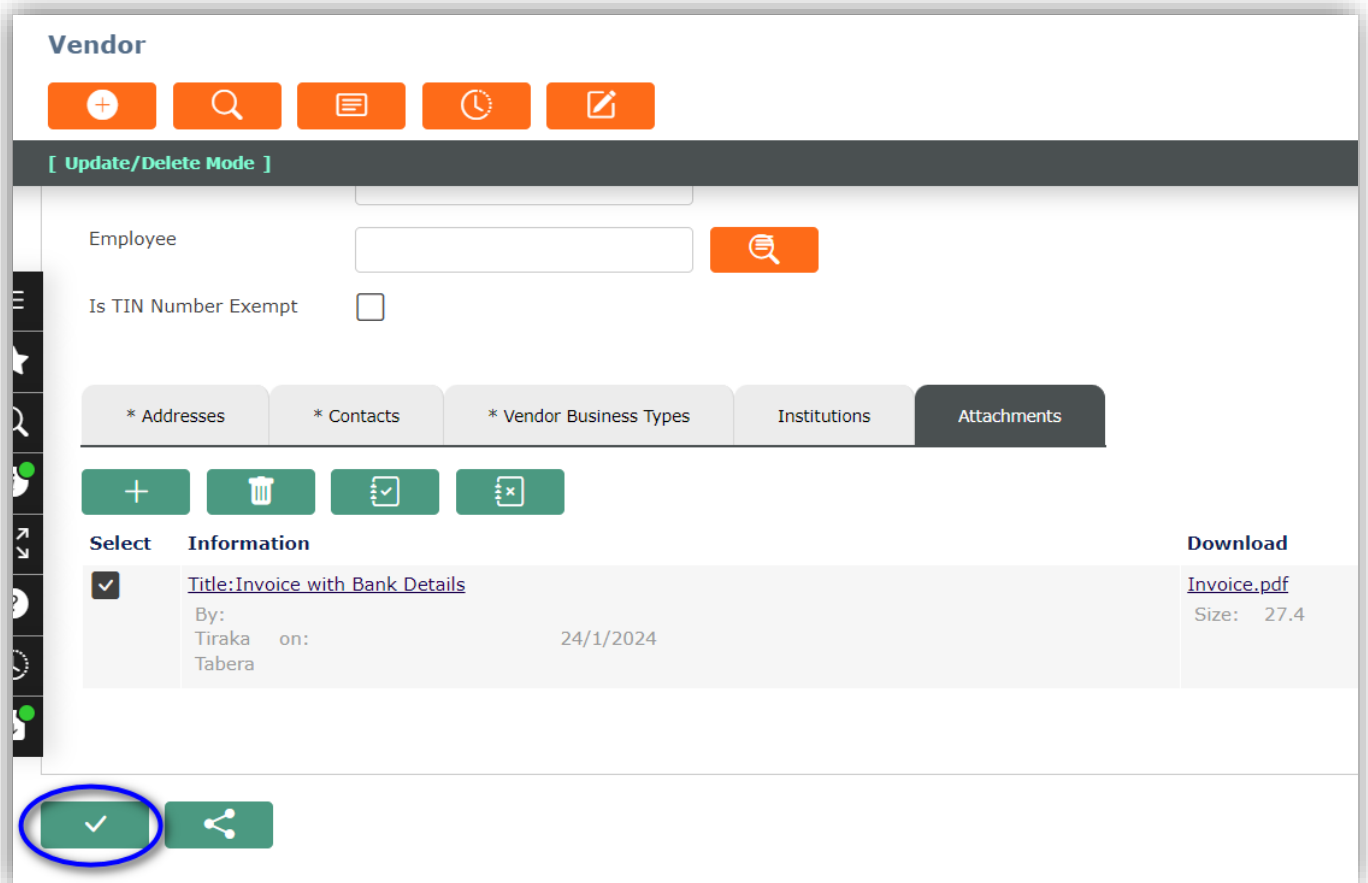 Vendor
[ Update/Delete Mode ]
Employee
Is TIN Number Exempt
* Addresses * Contacts * Vendor Business Types Institutions Attachments
Select Information Download
Title:Invoice with Bank Details Invoice.pdf
By: Size: 27.4
Tiraka on: 24/1/2024
Tabera